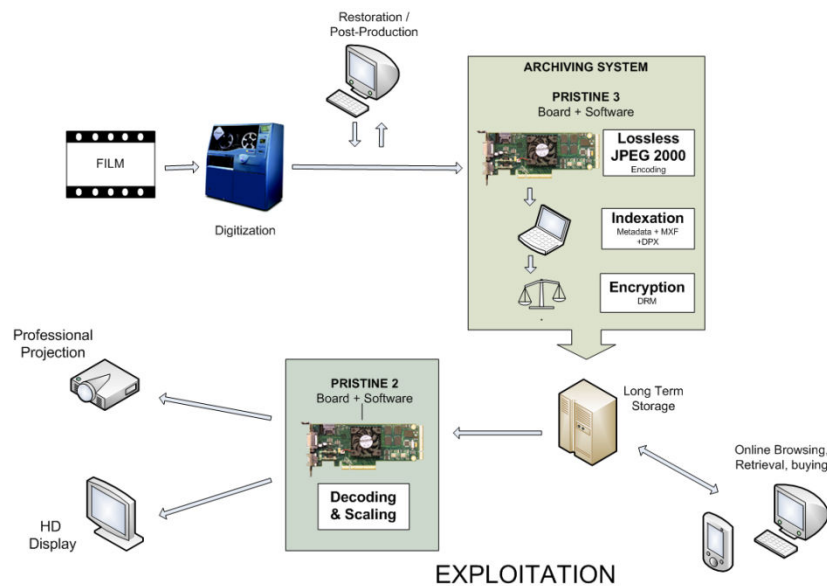 Restoration /
Post-Production
FILM
Digitization
ARCHIVING SYSTEM
PRISTINE 3
Board + Software
Lossless
JPEG 2000
Encoding
Indexation
Metadata + MXF
+DPX
Encryption
DRM
Long Term
Storage
Online Browsing,
Retrieval, buying
PRISTINE 2
Board + Software
Decoding
& Scaling
Professional
Projection
HD
Display
EXPLOITATION